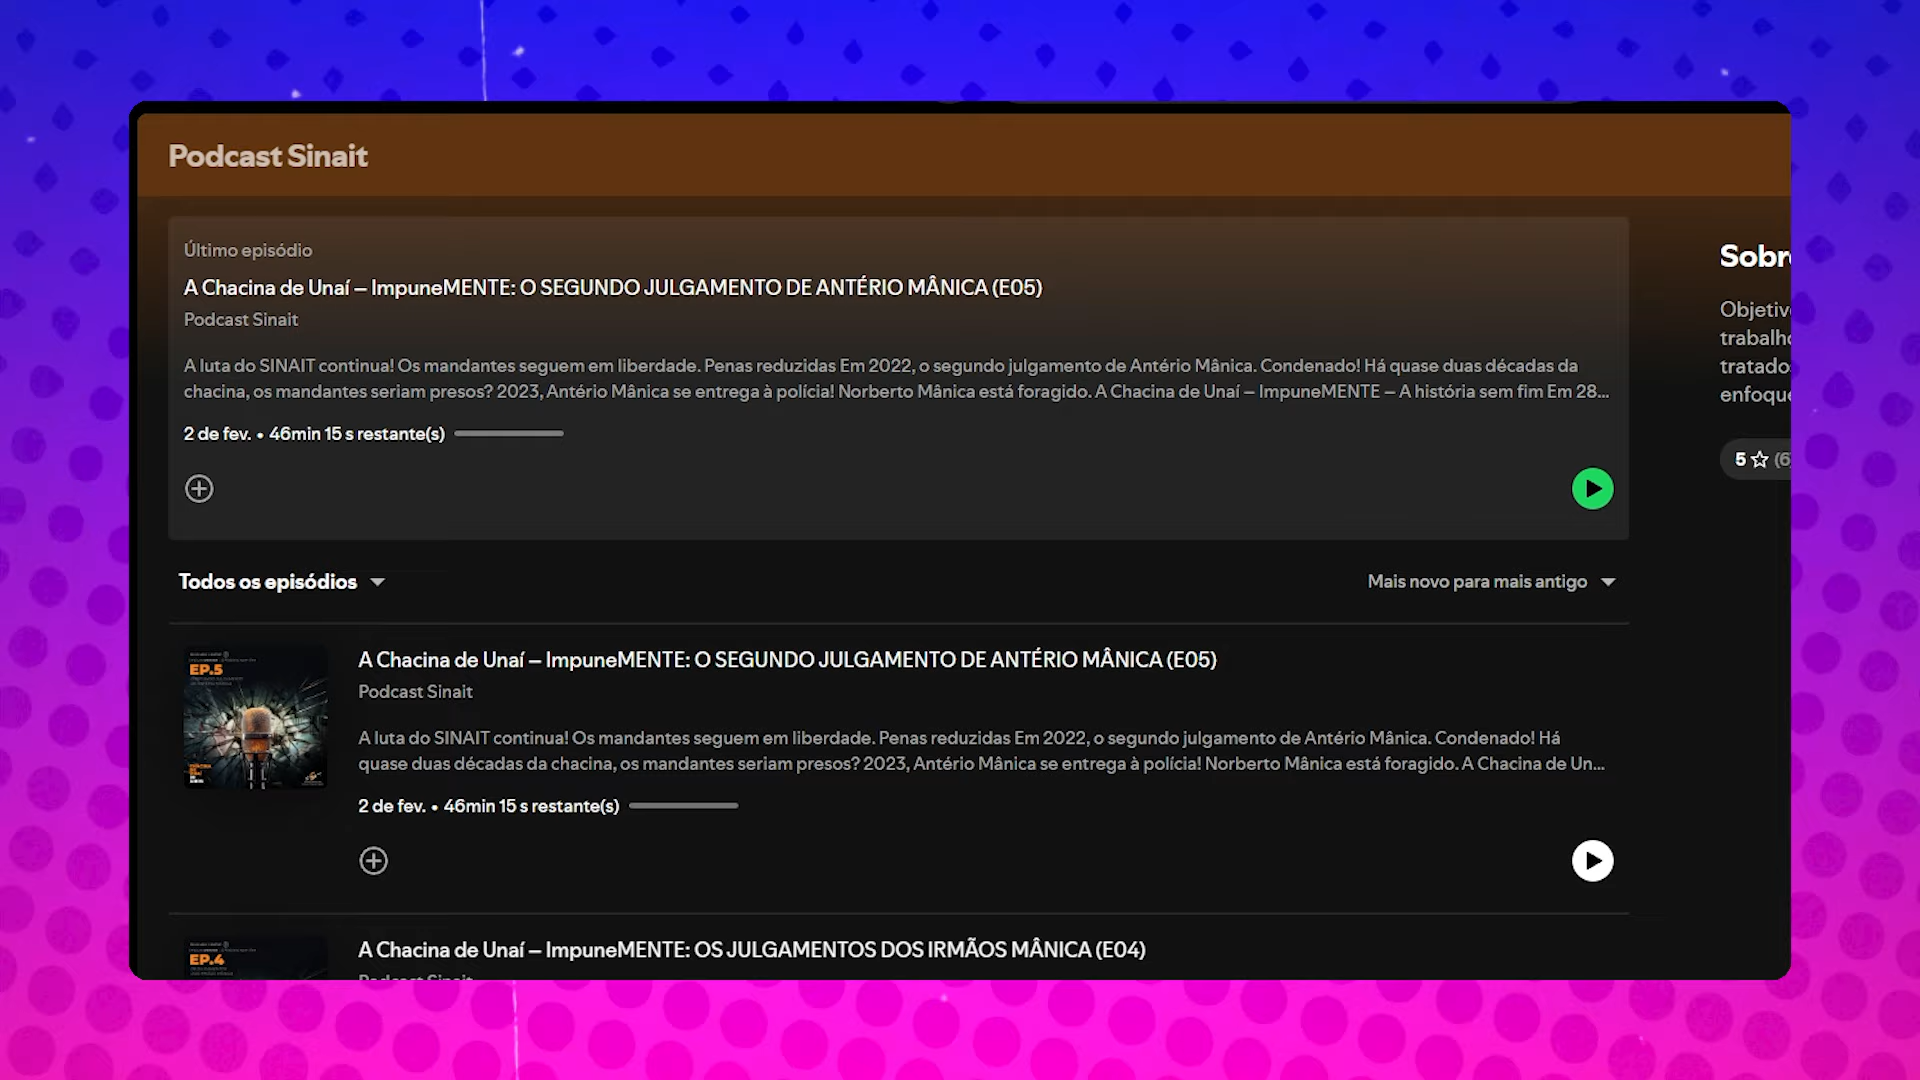 Podcast Sinait
Último episódio
A Chacina de Unaí – ImpuneMENTE: O SEGUNDO JULGAMENTO DE ANTÉRIO MÂNICA (E05)
Podcast Sinait
A luta do SINAIT continua! Os mandantes seguem em liberdade. Penas reduzidas Em 2022, o segundo julgamento de Antério Mânica. Condenado! Há quase duas décadas da
chacina, os mandantes seriam presos? 2023, Antério Mânica se entrega à polícia! Norberto Mânica está foragido. A Chacina de Unaí – ImpuneMENTE – A história sem fim Em 28...
2 de fev. • 46min 15 s restante(s)
Sobr
Objetiv
trabalh
tratado
enfoqu
5 ☆ (6
Todos os episódios
Mais novo para mais antigo
EP.5
A Chacina de Unaí – ImpuneMENTE: O SEGUNDO JULGAMENTO DE ANTÉRIO MÂNICA (E05)
Podcast Sinait
A luta do SINAIT continua! Os mandantes seguem em liberdade. Penas reduzidas Em 2022, o segundo julgamento de Antério Mânica. Condenado! Há
quase duas décadas da chacina, os mandantes seriam presos? 2023, Antério Mânica se entrega à polícia! Norberto Mânica está foragido. A Chacina de Un...
2 de fev. • 46min 15 s restante(s)
EP.4
A Chacina de Unaí – ImpuneMENTE: OS JULGAMENTOS DOS IRMÃOS MÂNICA (E04)
Podcast Sinait